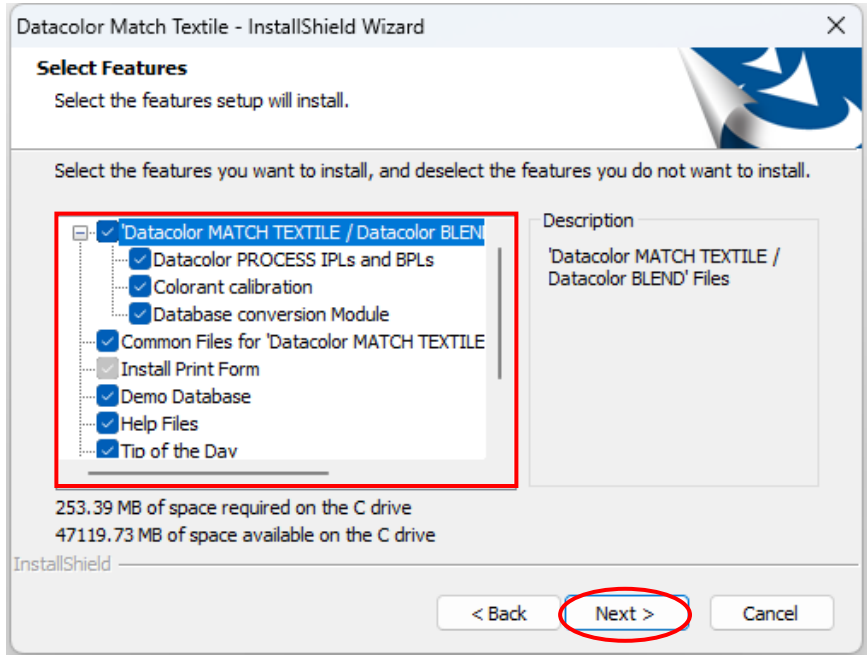 Datacolor Match Textile - InstallShield Wizard
Select Features
Select the features setup will install.
Select the features you want to install, and deselect the features you do not want to install.
'Datacolor MATCH TEXTILE / Datacolor BLEN
Datacolor PROCESS IPLs and BPLs
Colorant calibration
Database conversion Module
Common Files for 'Datacolor MATCH TEXTILE
Install Print Form
Demo Database
Help Files
Tip of the Day
Description
'Datacolor MATCH TEXTILE /
Datacolor BLEND' Files
253.39 MB of space required on the C drive
47119.73 MB of space available on the C drive
InstallShield
< Back
Next >
Cancel